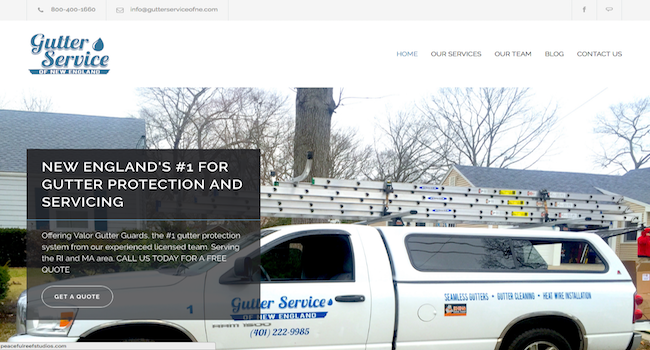 800-400-1660
info@gutterserviceofne.com
Gutter
Service
OF NEW ENGLAND
HOME OUR SERVICES OUR TEAM BLOG CONTACT US
NEW ENGLAND'S #1 FOR
GUTTER PROTECTION AND
SERVICING
Offering Valor Gutter Guards, the #1 gutter protection
system from our experienced licensed team. Serving
the RI and MA area. CALL US TODAY FOR A FREE
QUOTE
GET A QUOTE
Gutter Service
OF NEW ENGLAND
RAM 1500
(401) 222-9985
SEAMLESS GUTTERS • GUTTER CLEANING • HEAT WIRE INSTALLATION
peacefulreefstudios.com